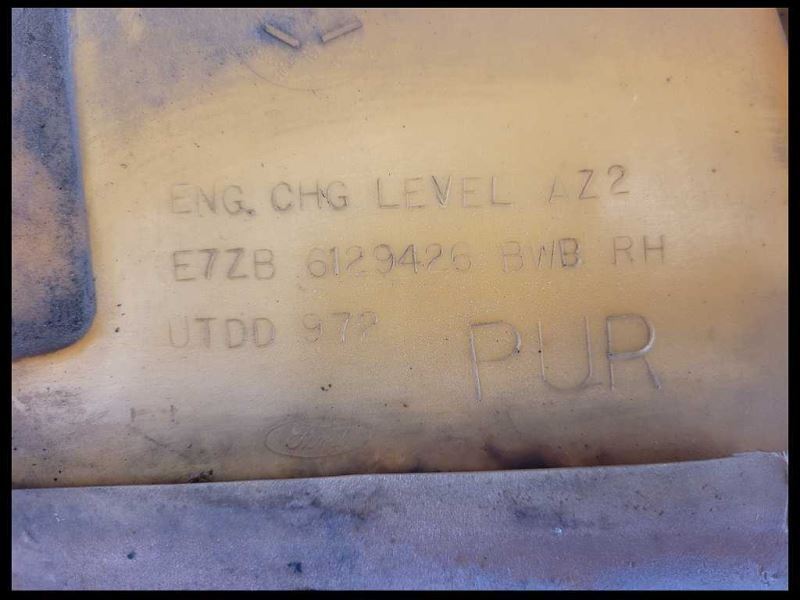 ENG. CHG LEVEL AZ2
E7ZB 6129426 BWB RH
UTDD 972
PUR
Ford